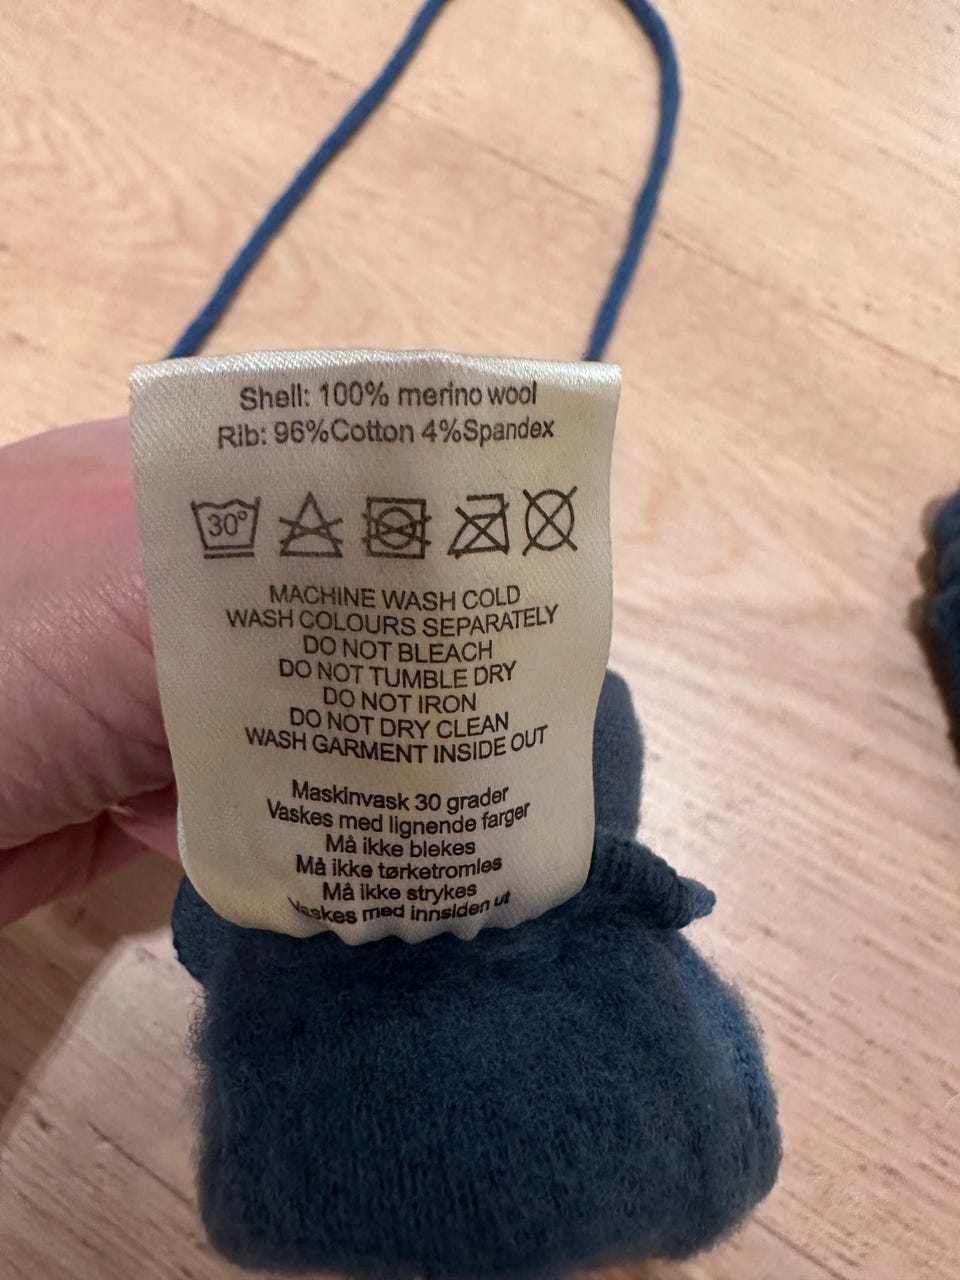 Shell: 100% merino wool
Rib: 96%Cotton 4%Spandex
30°
MACHINE WASH COLD
WASH COLOURS SEPARATELY
DO NOT BLEACH
DO NOT TUMBLE DRY
DO NOT IRON
DO NOT DRY CLEAN
WASH GARMENT INSIDE OUT
Maskinvask 30 grader
Vaskes med lignende farger
Må ikke blekes
Må ikke tørketromles
Må ikke strykes
Vaskes med innsiden ut